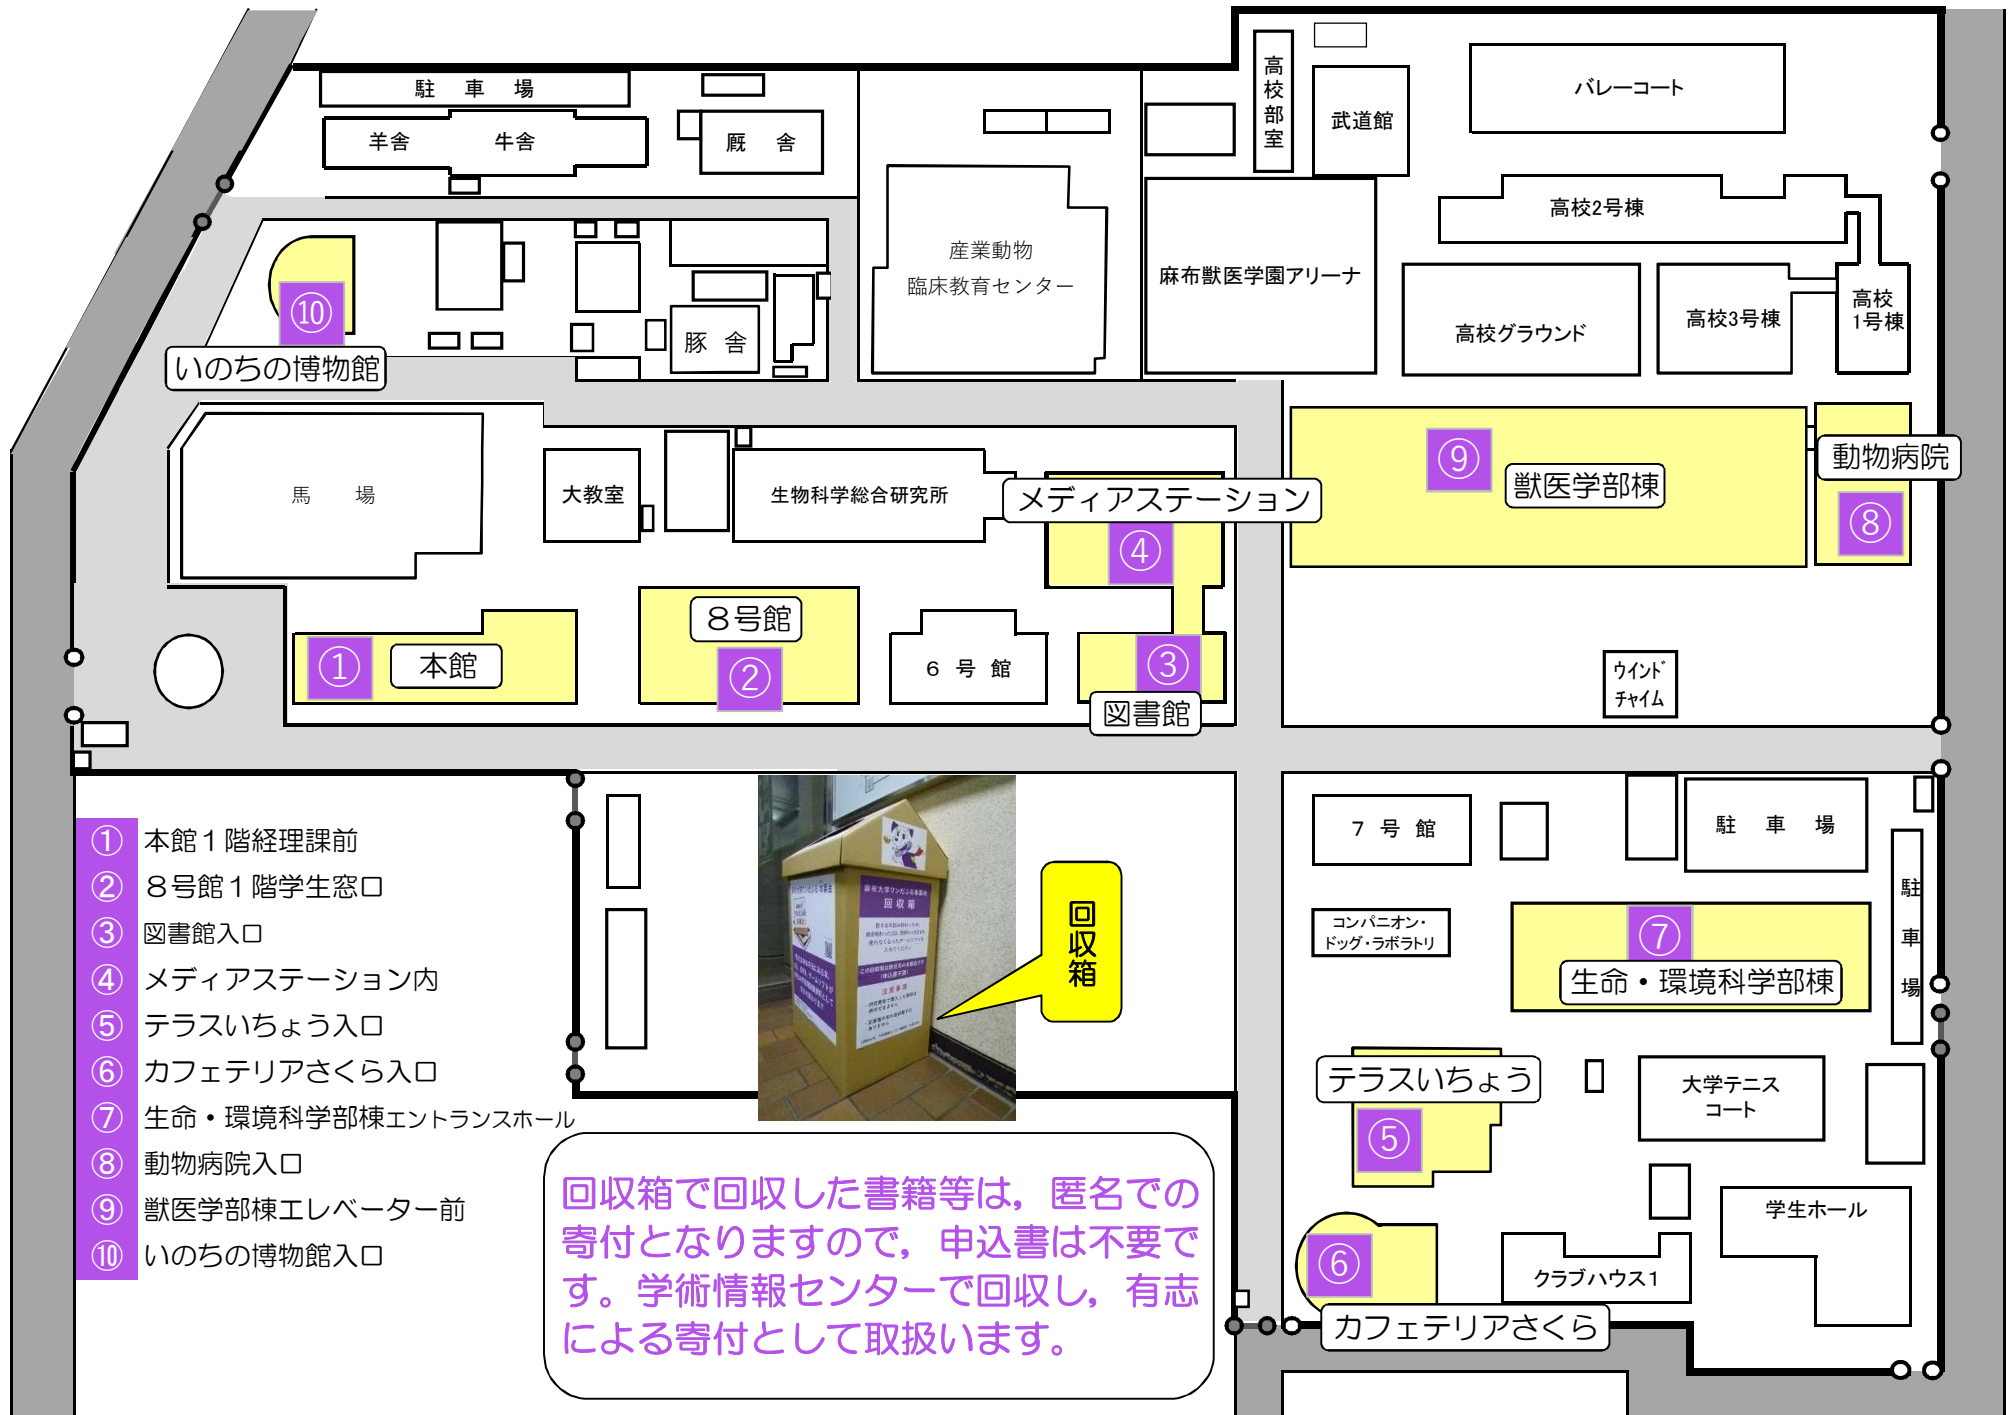 駐 車 場
羊舎
牛舎
厩 舎
高校部室
武道館
バレーコート
高校2号棟
産業動物
臨床教育センター
麻布獣医学園アリーナ
高校グラウンド
高校3号棟
高校
1号棟
⑩
いのちの博物館
豚 舎
馬 場
大教室
生物科学総合研究所
メディアステーション
④
⑨
獣医学部棟
動物病院
⑧
①
本館
8号館
②
6 号 館
③
図書館
ウインド
チャイム
① 本館1階経理課前
② 8号館1階学生窓口
③ 図書館入口
④ メディアステーション内
⑤ テラスいちょう入口
⑥ カフェテリアさくら入口
⑦ 生命・環境科学部棟エントランスホール
⑧ 動物病院入口
⑨ 獣医学部棟エレベーター前
⑩ いのちの博物館入口
麻布大学ワンだふる本募金
回収箱
注意事項
回収箱
7 号 館
駐 車 場
駐 車 場
コンパニオン・
ドッグ・ラボラトリ
⑦
生命・環境科学部棟
テラスいちょう
⑤
大学テニス
コート
学生ホール
⑥
クラブハウス1
カフェテリアさくら
回収箱で回収した書籍等は，匿名での
寄付となりますので，申込書は不要で
す。学術情報センターで回収し，有志
による寄付として取扱います。